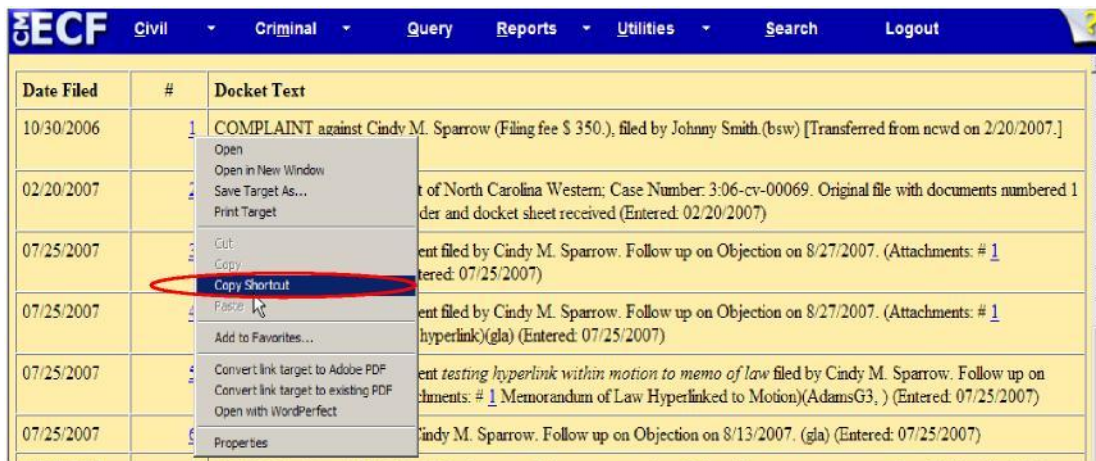 CM ECF Civil Criminal Query Reports Utilities Search Logout ?
Date Filed # Docket Text
10/30/2006 1 COMPLAINT against Cindy M. Sparrow (Filing fee $ 350.), filed by Johnny Smith.(bsw) [Transferred from ncwd on 2/20/2007.]
Open
Open in New Window
02/20/2007 2 Save Target As... t of North Carolina Western; Case Number: 3:06-cv-00069. Original file with documents numbered 1
Print Target der and docket sheet received (Entered: 02/20/2007)
07/25/2007 3 Cut ent filed by Cindy M. Sparrow. Follow up on Objection on 8/27/2007. (Attachments: # 1
Copy tered: 07/25/2007)
Copy Shortcut
07/25/2007 4 Paste ent filed by Cindy M. Sparrow. Follow up on Objection on 8/27/2007. (Attachments: # 1
Add to Favorites... hyperlink)(gla) (Entered: 07/25/2007)
07/25/2007 5 Convert link target to Adobe PDF ent testing hyperlink within motion to memo of law filed by Cindy M. Sparrow. Follow up on
Convert link target to existing PDF hments: # 1 Memorandum of Law Hyperlinked to Motion)(AdamsG3, ) (Entered: 07/25/2007)
Open with WordPerfect
07/25/2007 6 Properties Cindy M. Sparrow. Follow up on Objection on 8/13/2007. (gla) (Entered: 07/25/2007)